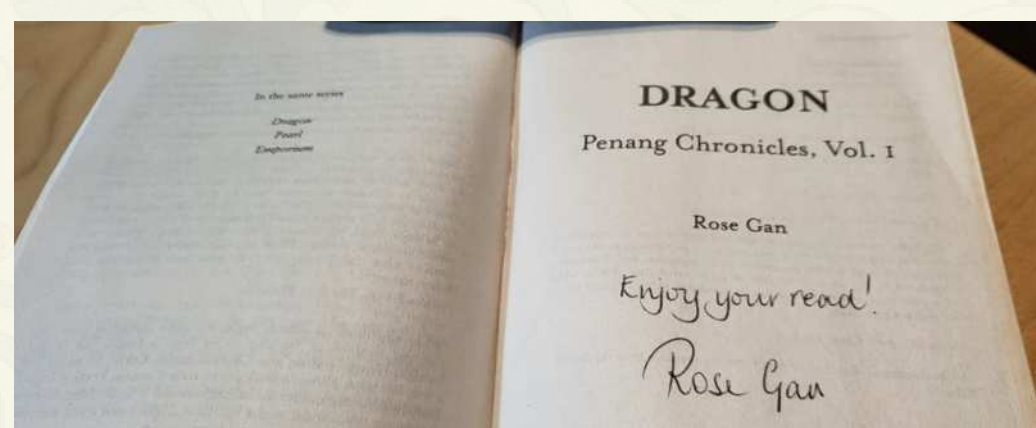 In the same series
Dragon
Pearl
Emporium
DRAGON
Penang Chronicles, Vol. 1
Rose Gan
Enjoy your read!
Rose Gan